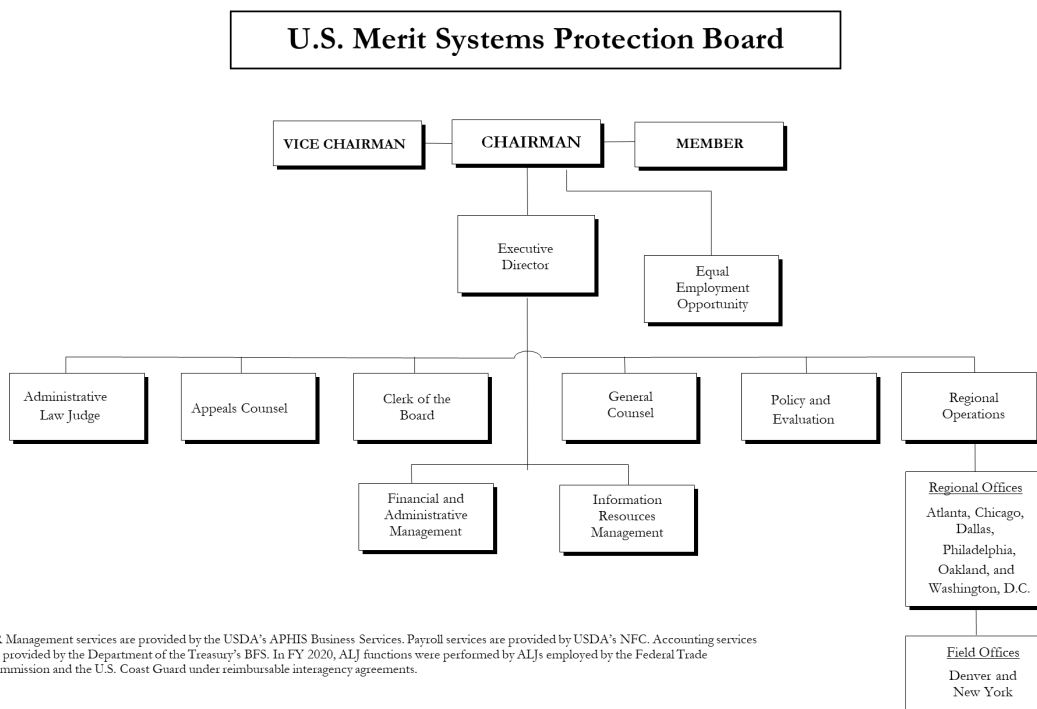 U.S. Merit Systems Protection Board
VICE CHAIRMAN
CHAIRMAN
MEMBER
Executive
Director
Equal
Employment
Opportunity
Administrative
Law Judge
Appeals Counsel
Clerk of the
Board
General
Counsel
Policy and
Evaluation
Regional
Operations
Financial and
Administrative
Management
Information
Resources
Management
Regional Offices
Atlanta, Chicago,
Dallas,
Philadelphia,
Oakland, and
Washington, D.C.
Field Offices
Denver and
New York
Management services are provided by the USDA's APHIS Business Services. Payroll services are provided by USDA's NFC. Accounting services
provided by the Department of the Treasury's BFS. In FY 2020, ALJ functions were performed by ALJs employed by the Federal Trade
mmission and the U.S. Coast Guard under reimbursable interagency agreements.